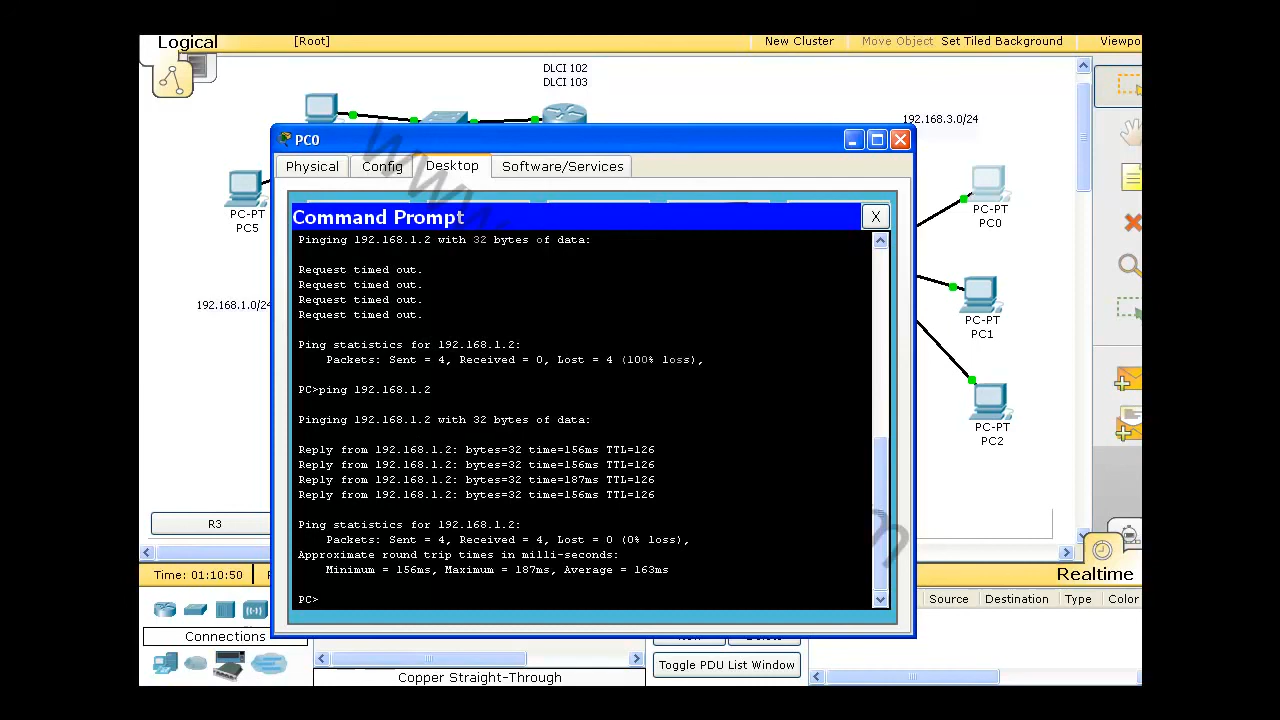 Logical
[Root]
New Cluster
Move Object
Set Tiled Background
Viewpo
DLCI 102
DLCI 103
192.168.3.0/24
PC0
Physical
Config
Desktop
Software/Services
Command Prompt
X
Pinging 192.168.1.2 with 32 bytes of data:
Request timed out.
Request timed out.
Request timed out.
Request timed out.
Ping statistics for 192.168.1.2:
Packets: Sent = 4, Received = 0, Lost = 4 (100% loss),
PC>ping 192.168.1.2
Pinging 192.168.1.2 with 32 bytes of data:
Reply from 192.168.1.2: bytes=32 time=156ms TTL=126
Reply from 192.168.1.2: bytes=32 time=156ms TTL=126
Reply from 192.168.1.2: bytes=32 time=187ms TTL=126
Reply from 192.168.1.2: bytes=32 time=156ms TTL=126
Ping statistics for 192.168.1.2:
Packets: Sent = 4, Received = 4, Lost = 0 (0% loss),
Approximate round trip times in milli-seconds:
Minimum = 156ms, Maximum = 187ms, Average = 163ms
PC>
PC-PT
PC5
192.168.1.0/24
PC-PT
PC0
PC-PT
PC1
PC-PT
PC2
R3
Time: 01:10:50
Realtime
Source
Destination
Type
Color
Connections
Toggle PDU List Window
Copper Straight-Through
www.
m